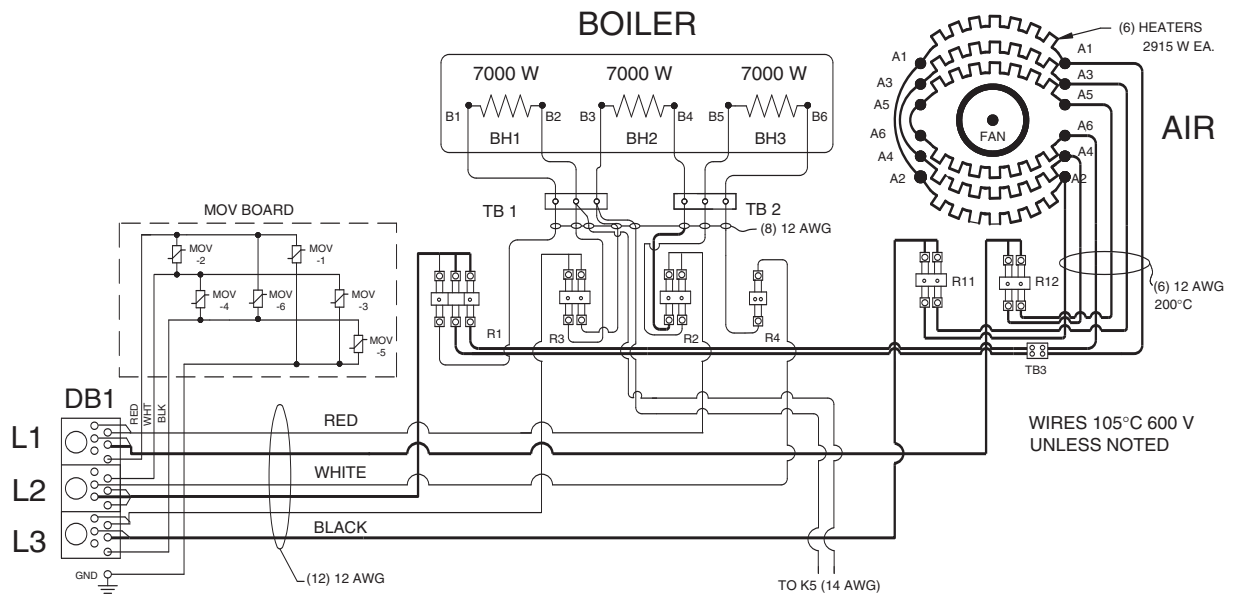 BOILER
(6) HEATERS
2915 W EA.
7000 W
7000 W
7000 W
B1
B2
B3
B4
B5
B6
BH1
BH2
BH3
A1
A3
A5
A6
A4
A2
FAN
A1
A3
A5
A6
A4
A2
AIR
TB 1
TB 2
(8) 12 AWG
MOV BOARD
MOV
-2
MOV
-1
MOV
-4
MOV
-6
MOV
-3
MOV
-5
R1
R3
R2
R4
R11
R12
(6) 12 AWG
200°C
TB3
DB1
RED
WHT
BLK
L1
RED
WIRES 105°C 600 V
UNLESS NOTED
L2
WHITE
L3
BLACK
GND
(12) 12 AWG
TO K5 (14 AWG)